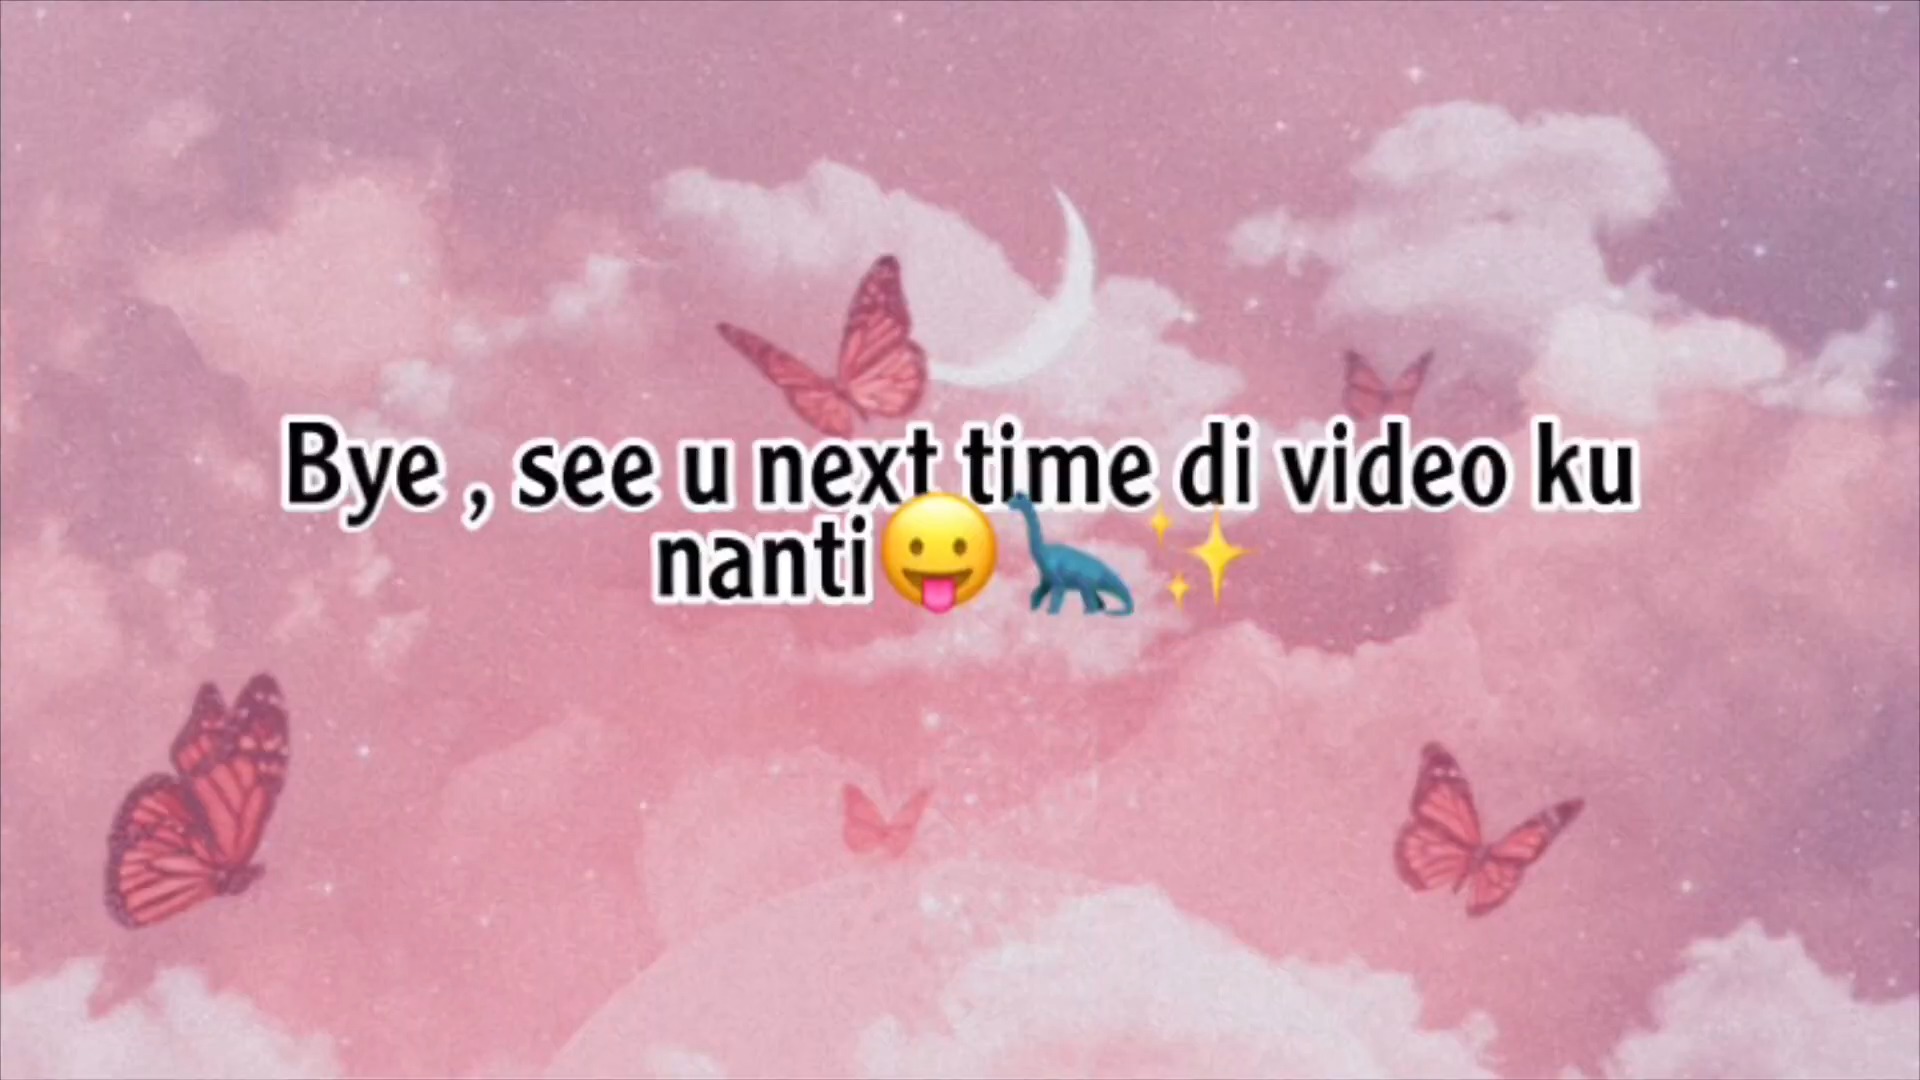 Bye , see u next time di video ku
nanti😛🦕✨